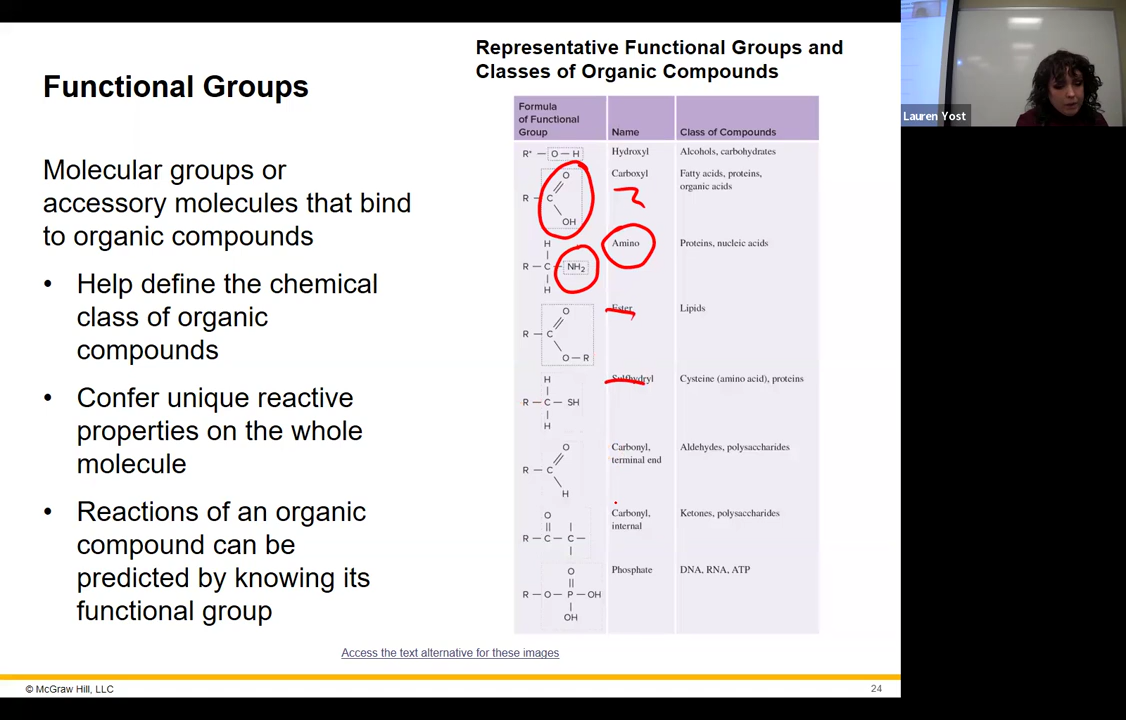 Functional Groups
Molecular groups or
accessory molecules that bind
to organic compounds
• Help define the chemical
class of organic
compounds
• Confer unique reactive
properties on the whole
molecule
• Reactions of an organic
compound can be
predicted by knowing its
functional group
Representative Functional Groups and
Classes of Organic Compounds
Formula
of Functional
Group
Name
Class of Compounds
R* — O — H
Hydroxyl
Alcohols, carbohydrates
O
R — C
OH
Carboxyl
Fatty acids, proteins,
organic acids
H
R — C — NH₂
H
Amino
Proteins, nucleic acids
O
R — C
O — R
Ester
Lipids
H
R — C — SH
H
Sulfhydryl
Cysteine (amino acid), proteins
O
R — C
H
Carbonyl,
terminal end
Aldehydes, polysaccharides
O
R — C — C —
Carbonyl,
internal
Ketones, polysaccharides
O
R — O — P — OH
OH
Phosphate
DNA, RNA, ATP
Access the text alternative for these images
© McGraw Hill, LLC
24
Lauren Yost